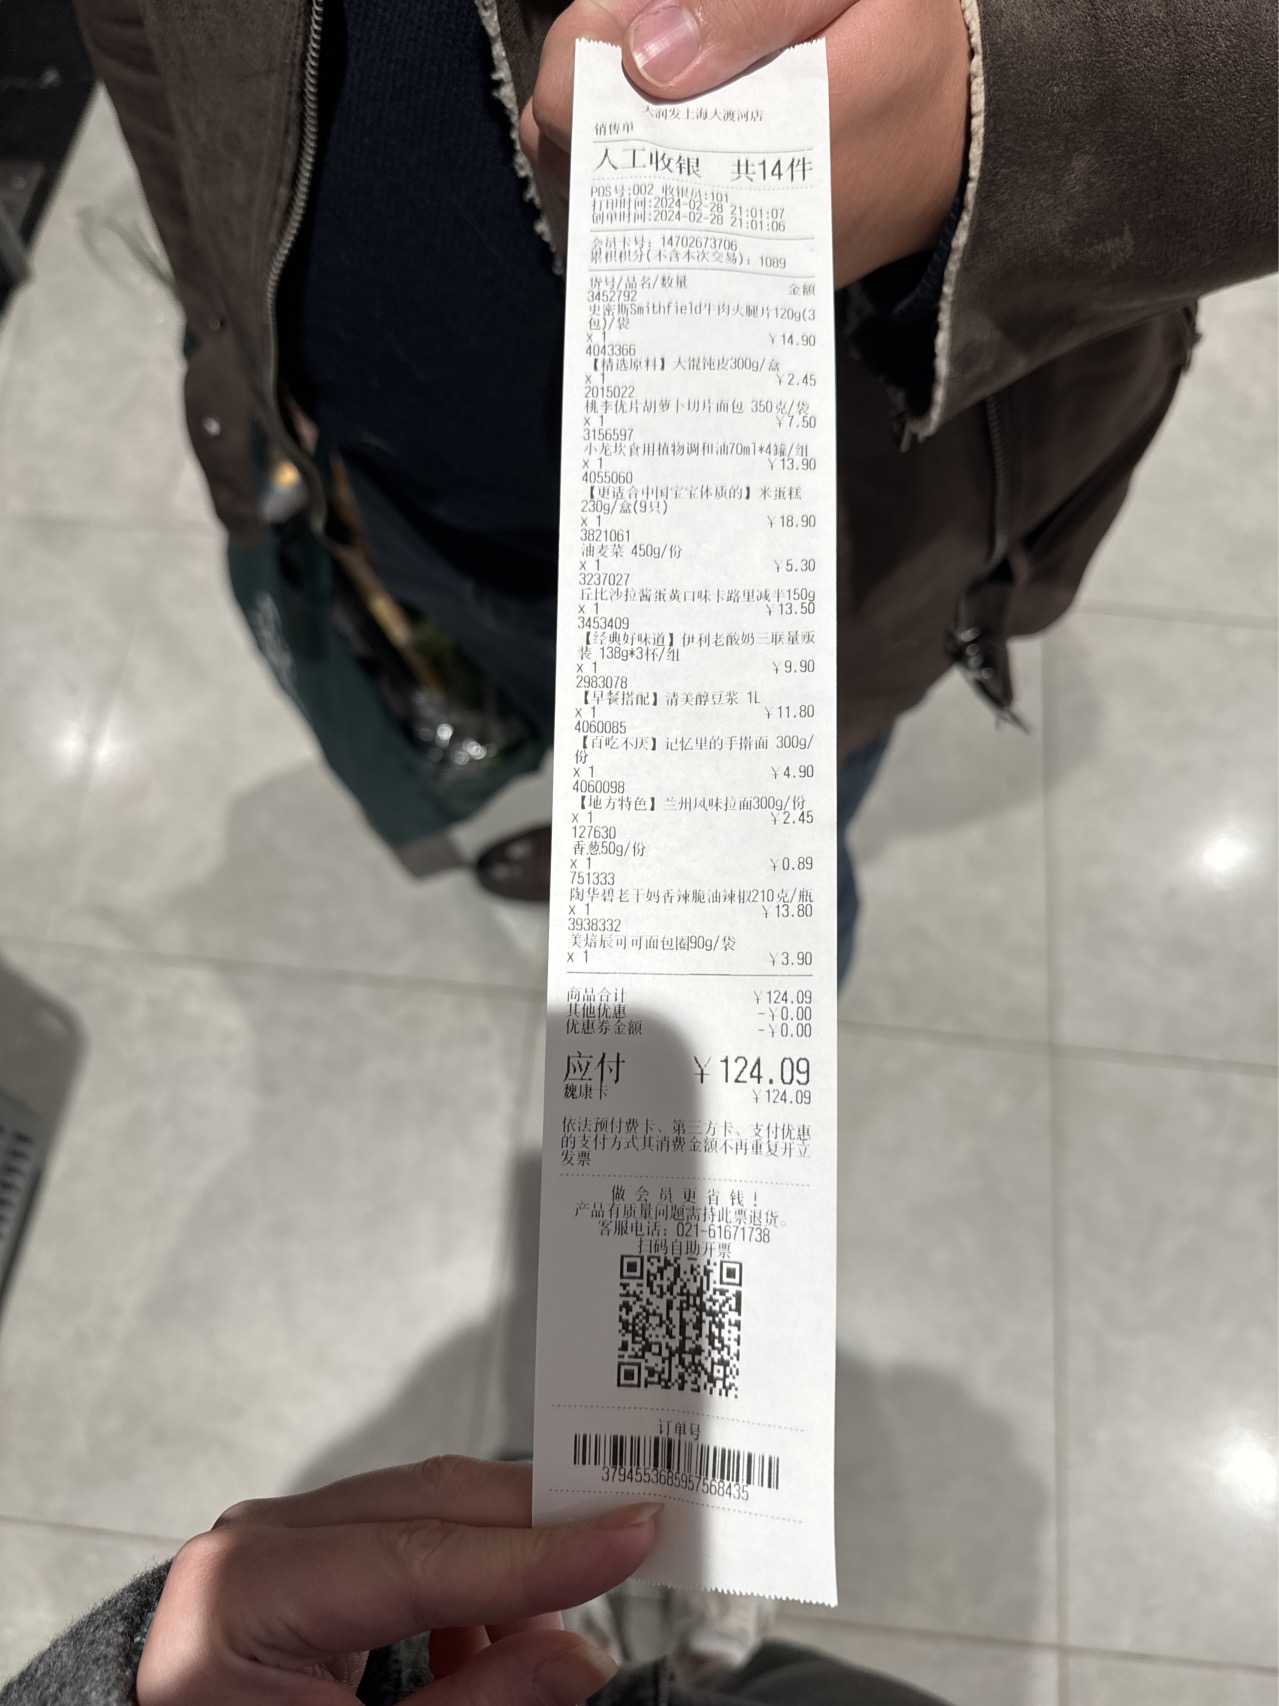 大润发上海大渡河店
销售单
人工收银 共14件
POS号:002 收银员:101
打印时间:2024-02-28 21:01:07
创单时间:2024-02-28 21:01:06
会员卡号: 14702673706
累积积分(不含本次交易): 1089
货号/品名/数量 金额
3452792
史密斯Smithfield牛肉火腿片120g(3
包)/袋
x 1 ￥14.90
4043366
【精选原料】大馄饨皮300g/盒
x 1 ￥2.45
2015022
桃李优片胡萝卜切片面包 350克/袋
x 1 ￥7.50
3156597
小龙坎食用植物调和油70ml*4罐/组
x 1 ￥13.90
4055060
【更适合中国宝宝体质的】米蛋糕
230g/盒(9只)
x 1 ￥18.90
3821061
油麦菜 450g/份
x 1 ￥5.30
3237027
丘比沙拉酱蛋黄口味卡路里减半150g
x 1 ￥13.50
3453409
【经典好味道】伊利老酸奶三联量贩
装 138g*3杯/组
x 1 ￥9.90
2983078
【早餐搭配】清美醇豆浆 1L
x 1 ￥11.80
4060085
【百吃不厌】记忆里的手擀面 300g/
份
x 1 ￥4.90
4060098
【地方特色】兰州风味拉面300g/份
x 1 ￥2.45
127630
香葱50g/份
x 1 ￥0.89
751333
陶华碧老干妈香辣脆油辣椒210克/瓶
x 1 ￥13.80
3938332
美焙辰可可面包圈90g/袋
x 1 ￥3.90
商品合计 ￥124.09
其他优惠 -￥0.00
优惠券金额 -￥0.00
应付 ￥124.09
魏康卡 ￥124.09
依法预付费卡、第三方卡、支付优惠
的支付方式其消费金额不再重复开立
发票
做会员更省钱!
产品有质量问题需持此票退货。
客服电话: 021-61671738
扫码自助开票
订单号
3794553685957568435